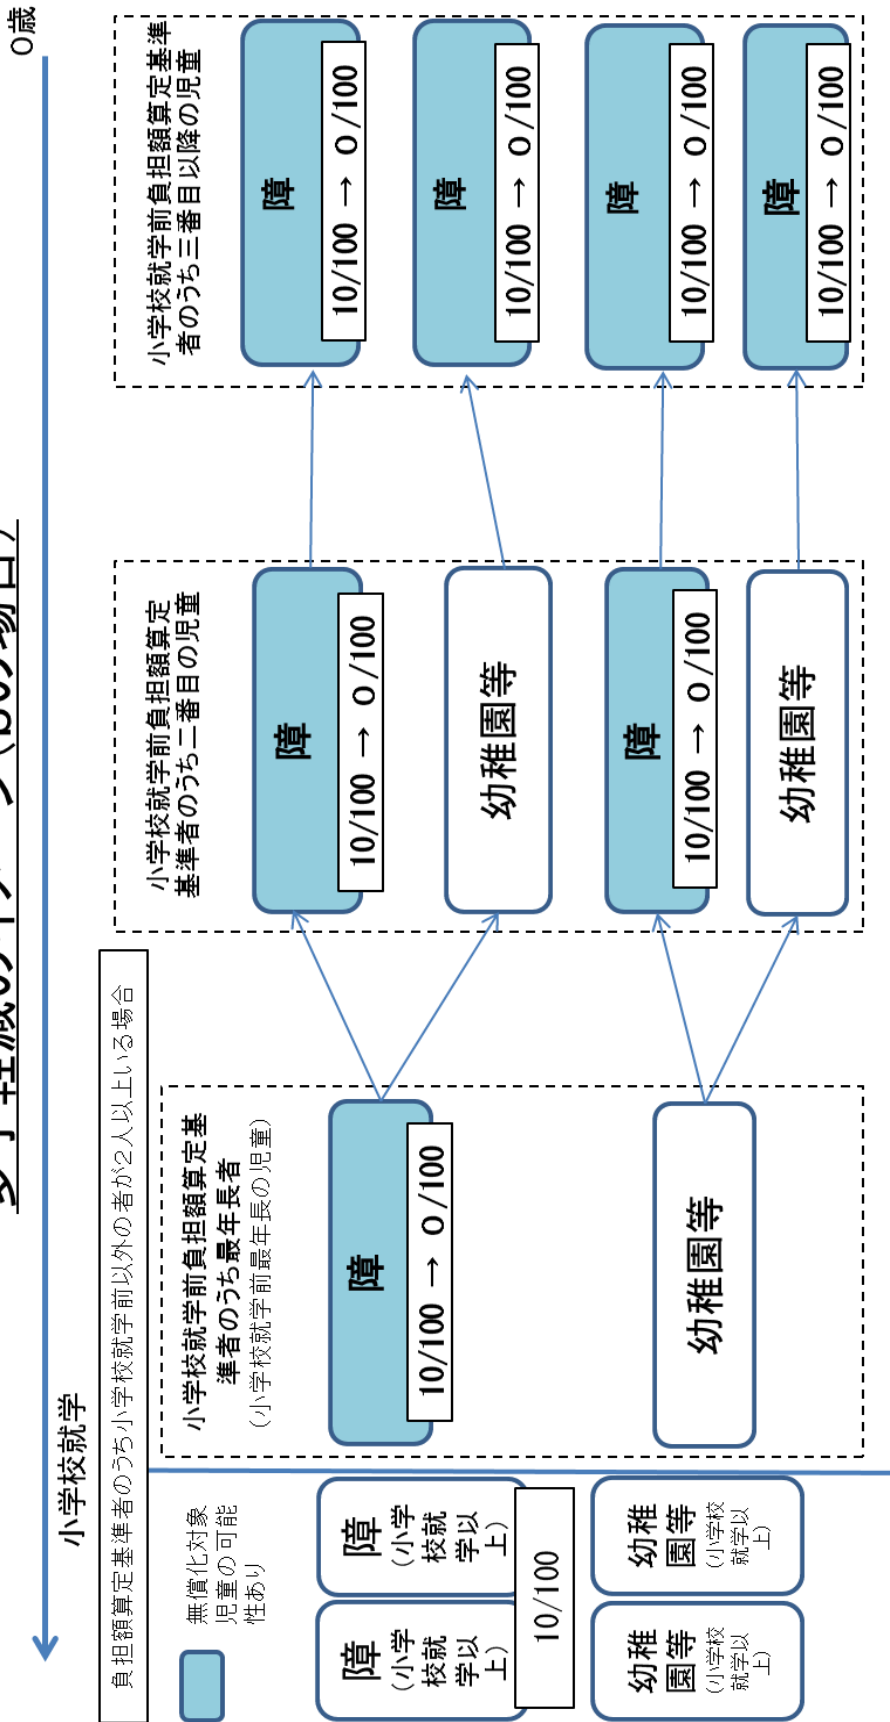 多子軽減のイメージ(bの場合)
小学校就学
０歳
負担額算定基準者のうち小学校就学前以外の者が２人以上いる場合
無償化対象
児童の可能
性あり
障
(小学
校就
学以
上)
障
(小学
校就
学以
上)
10/100
幼稚
園等
(小学校
就学以
上)
幼稚
園等
(小学校
就学以
上)
小学校就学前負担額算定基
準者のうち最年長者
(小学校就学前最年長の児童)
障
10/100 → ０/100
幼稚園等
小学校就学前負担額算定
基準者のうち二番目の児童
障
10/100 → ０/100
幼稚園等
障
10/100 → ０/100
幼稚園等
小学校就学前負担額算定基準
者のうち三番目以降の児童
障
10/100 → ０/100
障
10/100 → ０/100
障
10/100 → ０/100
障
10/100 → ０/100